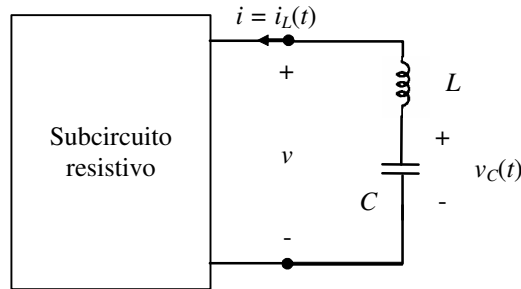 i = i_L(t)
+
L
Subcircuito
resistivo
+
v
v_C(t)
C
-
-